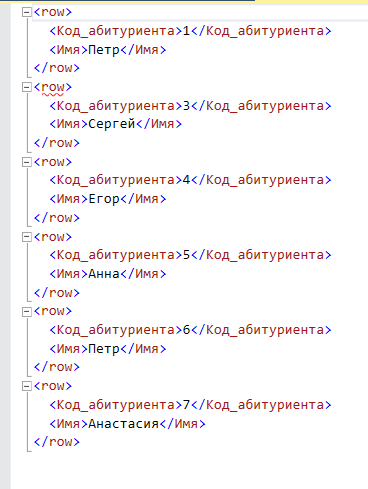 <row>
<Код_абитуриента>1</Код_абитуриента>
<Имя>Петр</Имя>
</row>
<row>
<Код_абитуриента>3</Код_абитуриента>
<Имя>Сергей</Имя>
</row>
<row>
<Код_абитуриента>4</Код_абитуриента>
<Имя>Егор</Имя>
</row>
<row>
<Код_абитуриента>5</Код_абитуриента>
<Имя>Анна</Имя>
</row>
<row>
<Код_абитуриента>6</Код_абитуриента>
<Имя>Петр</Имя>
</row>
<row>
<Код_абитуриента>7</Код_абитуриента>
<Имя>Анастасия</Имя>
</row>